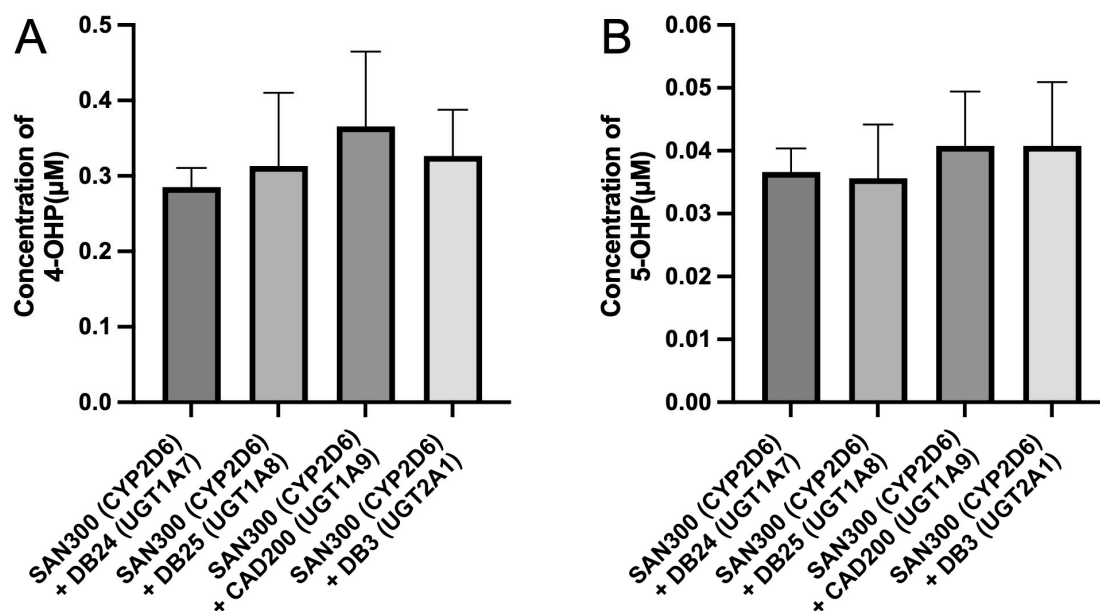 A
Concentration of
4-OHP(µM)
0.5
0.4
0.3
0.2
0.1
0.0
SAN300 (CYP2D6)
+ DB24 (UGT1A7)
SAN300 (CYP2D6)
+ DB25 (UGT1A8)
SAN300 (CYP2D6)
+ CAD200 (UGT1A9)
SAN300 (CYP2D6)
+ DB3 (UGT2A1)
B
Concentration of
5-OHP(µM)
0.06
0.05
0.04
0.03
0.02
0.01
0.00
SAN300 (CYP2D6)
+ DB24 (UGT1A7)
SAN300 (CYP2D6)
+ DB25 (UGT1A8)
SAN300 (CYP2D6)
+ CAD200 (UGT1A9)
SAN300 (CYP2D6)
+ DB3 (UGT2A1)